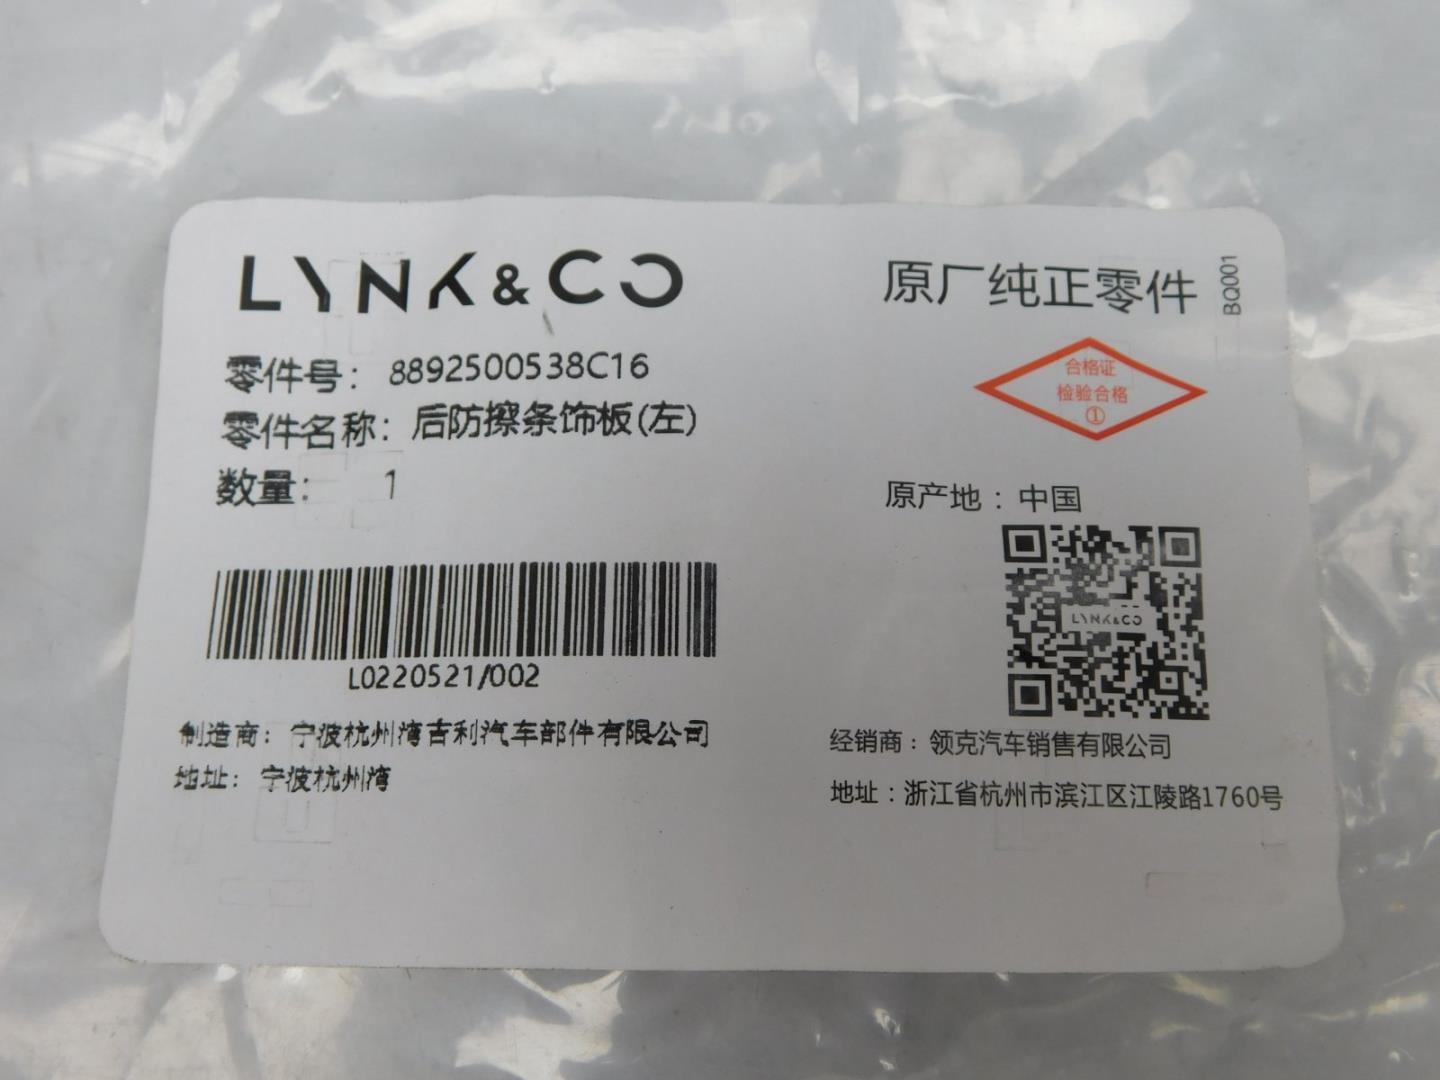 LYNK&CO
原厂纯正零件
BQ001
零件号： 8892500538C16
零件名称： 后防擦条饰板(左)
数量： 1
合格证
检验合格
①
原产地：中国
LYNK&CO
L0220521/002
制造商： 宁波杭州湾吉利汽车部件有限公司
地址： 宁波杭州湾
经销商：领克汽车销售有限公司
地址：浙江省杭州市滨江区江陵路1760号